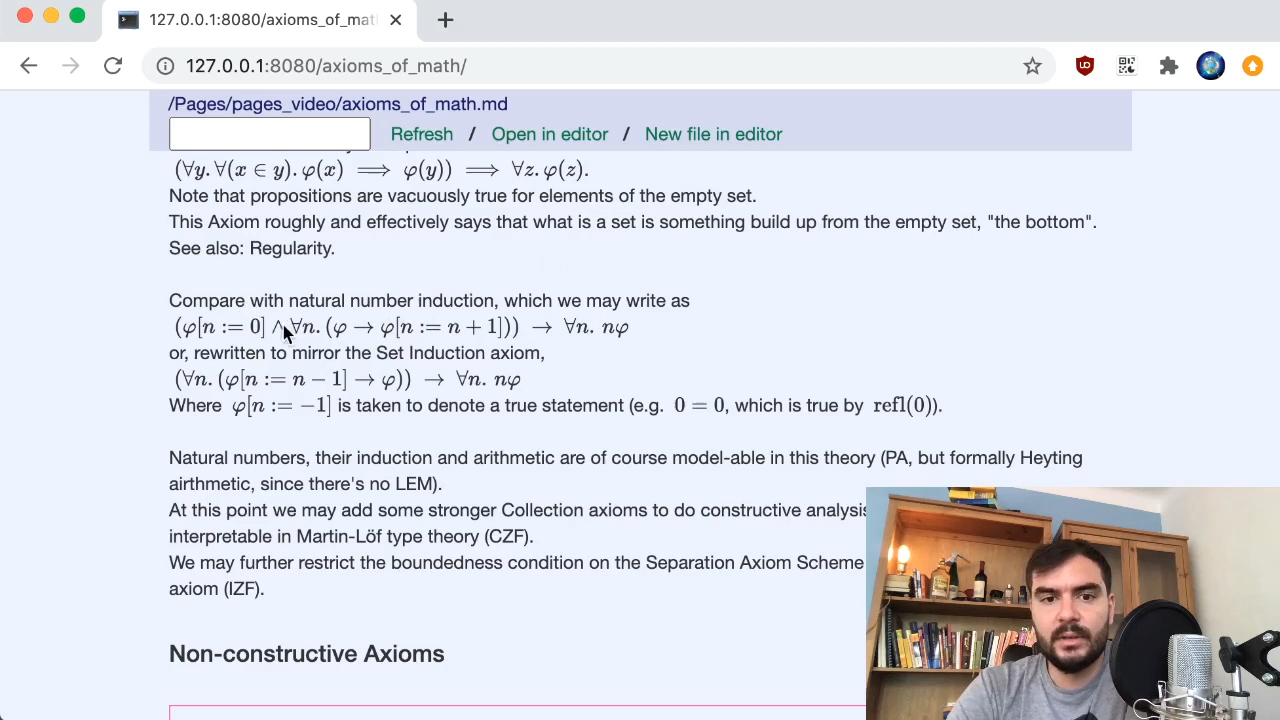 127.0.0.1:8080/axioms_of_mat
127.0.0.1:8080/axioms_of_math/
/Pages/pages_video/axioms_of_math.md
Refresh / Open in editor / New file in editor
(∀y. ∀(x ∈ y). φ(x) ⟹ φ(y)) ⟹ ∀z. φ(z).
Note that propositions are vacuously true for elements of the empty set.
This Axiom roughly and effectively says that what is a set is something build up from the empty set, "the bottom".
See also: Regularity.
Compare with natural number induction, which we may write as
(φ[n := 0] ∧ ∀n. (φ → φ[n := n + 1])) → ∀n. nφ
or, rewritten to mirror the Set Induction axiom,
(∀n. (φ[n := n − 1] → φ)) → ∀n. nφ
Where φ[n := −1] is taken to denote a true statement (e.g. 0 = 0, which is true by refl(0)).
Natural numbers, their induction and arithmetic are of course model-able in this theory (PA, but formally Heyting
airthmetic, since there's no LEM).
At this point we may add some stronger Collection axioms to do constructive analysis
interpretable in Martin-Löf type theory (CZF).
We may further restrict the boundedness condition on the Separation Axiom Scheme
axiom (IZF).
Non-constructive Axioms